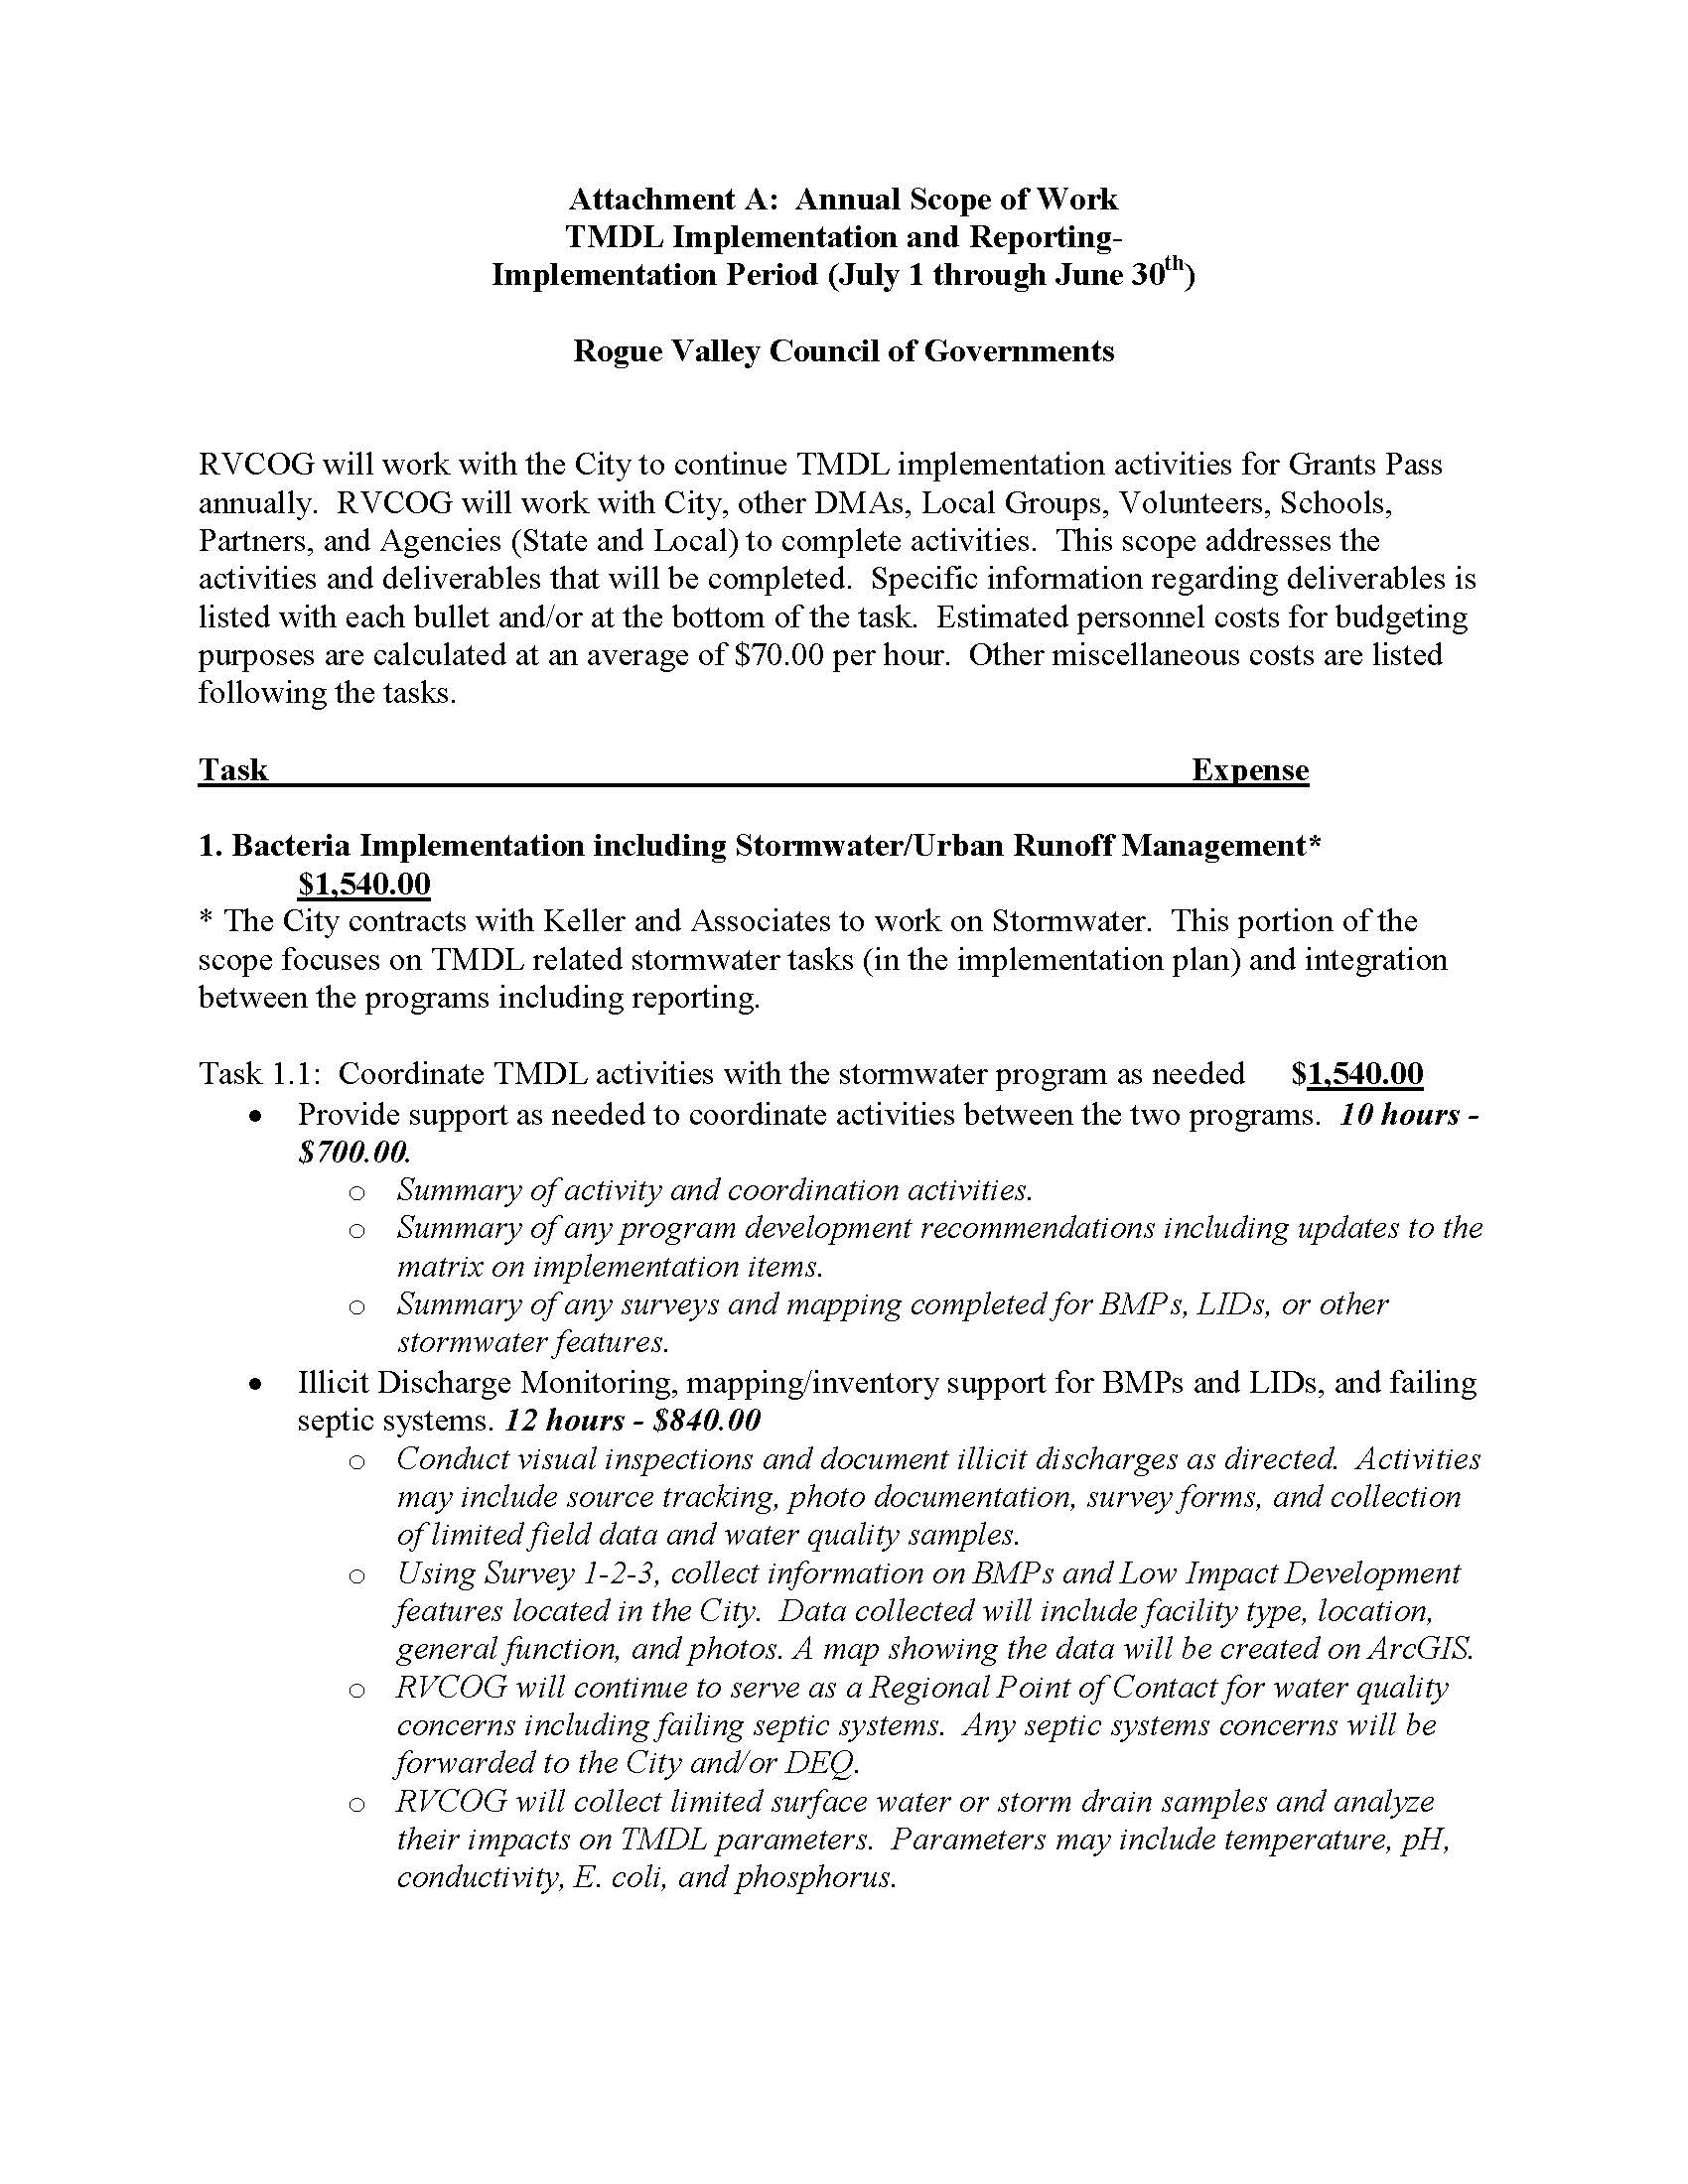 Attachment A:  Annual Scope of Work
TMDL Implementation and Reporting-
Implementation Period (July 1 through June 30th)
Rogue Valley Council of Governments
RVCOG will work with the City to continue TMDL implementation activities for Grants Pass
annually.  RVCOG will work with City, other DMAs, Local Groups, Volunteers, Schools,
Partners, and Agencies (State and Local) to complete activities.  This scope addresses the
activities and deliverables that will be completed.  Specific information regarding deliverables is
listed with each bullet and/or at the bottom of the task.  Estimated personnel costs for budgeting
purposes are calculated at an average of $70.00 per hour.  Other miscellaneous costs are listed
following the tasks.
Task Expense
1. Bacteria Implementation including Stormwater/Urban Runoff Management*
$1,540.00
* The City contracts with Keller and Associates to work on Stormwater.  This portion of the
scope focuses on TMDL related stormwater tasks (in the implementation plan) and integration
between the programs including reporting.
Task 1.1:  Coordinate TMDL activities with the stormwater program as needed $1,540.00
• Provide support as needed to coordinate activities between the two programs.  10 hours -
$700.00.
o Summary of activity and coordination activities.
o Summary of any program development recommendations including updates to the
matrix on implementation items.
o Summary of any surveys and mapping completed for BMPs, LIDs, or other
stormwater features.
• Illicit Discharge Monitoring, mapping/inventory support for BMPs and LIDs, and failing
septic systems. 12 hours - $840.00
o Conduct visual inspections and document illicit discharges as directed.  Activities
may include source tracking, photo documentation, survey forms, and collection
of limited field data and water quality samples.
o Using Survey 1-2-3, collect information on BMPs and Low Impact Development
features located in the City.  Data collected will include facility type, location,
general function, and photos. A map showing the data will be created on ArcGIS.
o RVCOG will continue to serve as a Regional Point of Contact for water quality
concerns including failing septic systems.  Any septic systems concerns will be
forwarded to the City and/or DEQ.
o RVCOG will collect limited surface water or storm drain samples and analyze
their impacts on TMDL parameters.  Parameters may include temperature, pH,
conductivity, E. coli, and phosphorus.